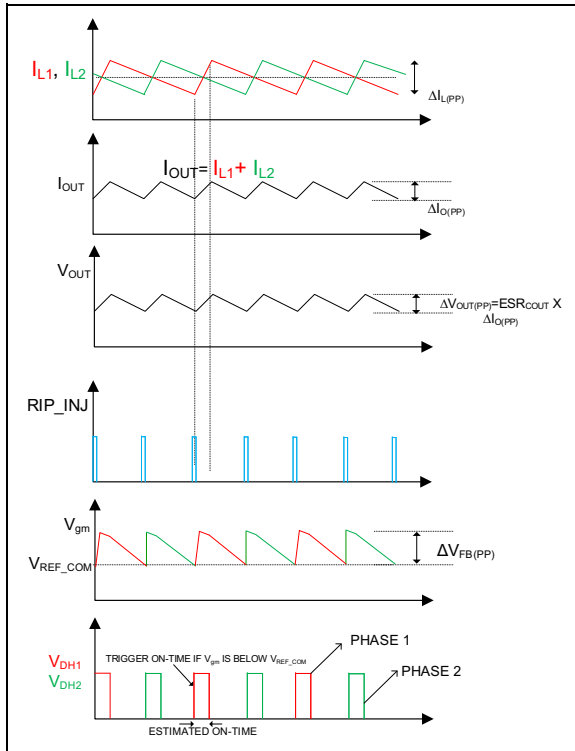 IL1, IL2
ΔIL(PP)
IOUT= IL1+ IL2
IOUT
ΔIO(PP)
VOUT
ΔVOUT(PP)=ESRCOUT X
ΔIO(PP)
RIP_INJ
Vgm
VREF_COM
ΔVFB(PP)
PHASE 1
TRIGGER ON-TIME IF Vgm IS BELOW VREF_COM
VDH1
VDH2
PHASE 2
ESTIMATED ON-TIME